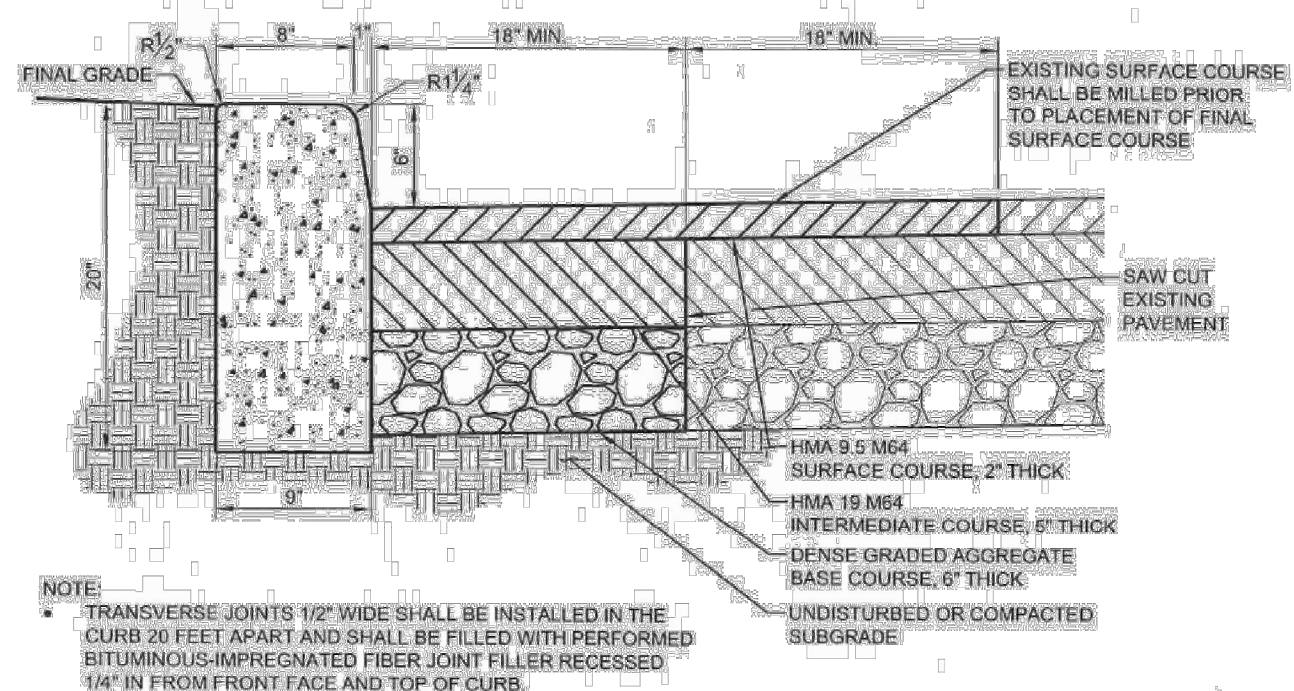 8"
1"
18" MIN.
18" MIN.
R1/2"
FINAL GRADE
R1 1/4"
EXISTING SURFACE COURSE
SHALL BE MILLED PRIOR
TO PLACEMENT OF FINAL
SURFACE COURSE
6"
20"
SAW CUT
EXISTING
PAVEMENT
HMA 9.5 M64
SURFACE COURSE, 2" THICK
9"
HMA 19 M64
INTERMEDIATE COURSE, 5" THICK
DENSE GRADED AGGREGATE
BASE COURSE, 6" THICK
UNDISTURBED OR COMPACTED
SUBGRADE
NOTE:
• TRANSVERSE JOINTS 1/2" WIDE SHALL BE INSTALLED IN THE
CURB 20 FEET APART AND SHALL BE FILLED WITH PERFORMED
BITUMINOUS-IMPREGNATED FIBER JOINT FILLER RECESSED
1/4" IN FROM FRONT FACE AND TOP OF CURB.